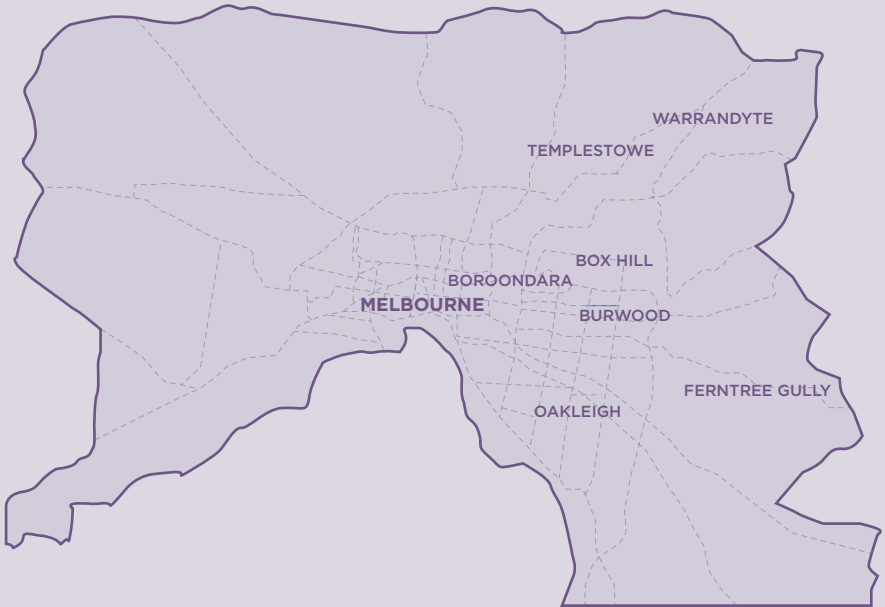 WARRANDYTE
TEMPLESTOWE
BOX HILL
BOROONDARA
MELBOURNE
BURWOOD
FERNTREE GULLY
OAKLEIGH